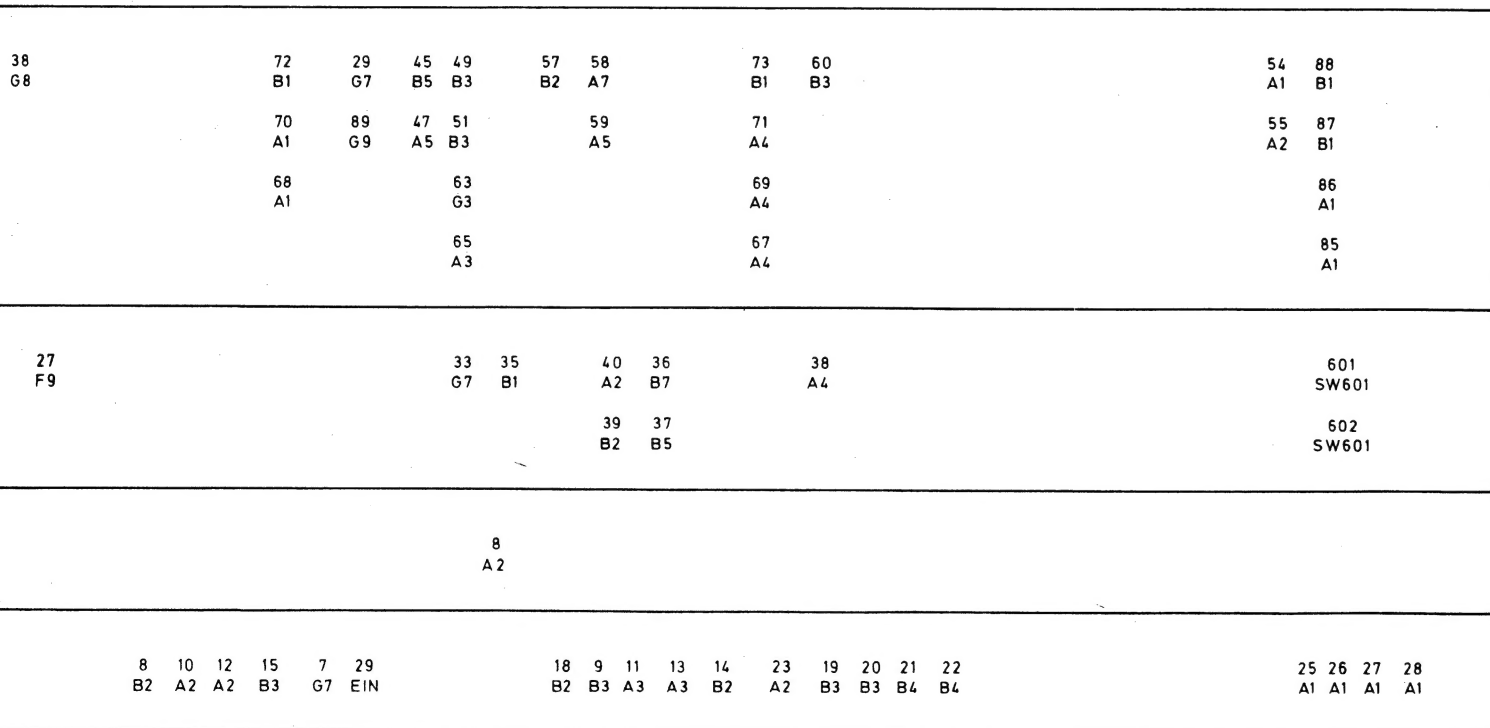 38 72 29 45 49 57 58 73 60 54 88
G8 B1 G7 B5 B3 B2 A7 B1 B3 A1 B1
70 89 47 51 59 71 55 87
A1 G9 A5 B3 A5 A4 A2 B1
68 63 69 86
A1 G3 A4 A1
65 67 85
A3 A4 A1
27 33 35 40 36 38 601
F9 G7 B1 A2 B7 A4 SW601
39 37 602
B2 B5 SW601
8
A2
8 10 12 15 7 29 18 9 11 13 14 23 19 20 21 22 25 26 27 28
B2 A2 A2 B3 G7 EIN B2 B3 A3 A3 B2 A2 B3 B3 B4 B4 A1 A1 A1 A1